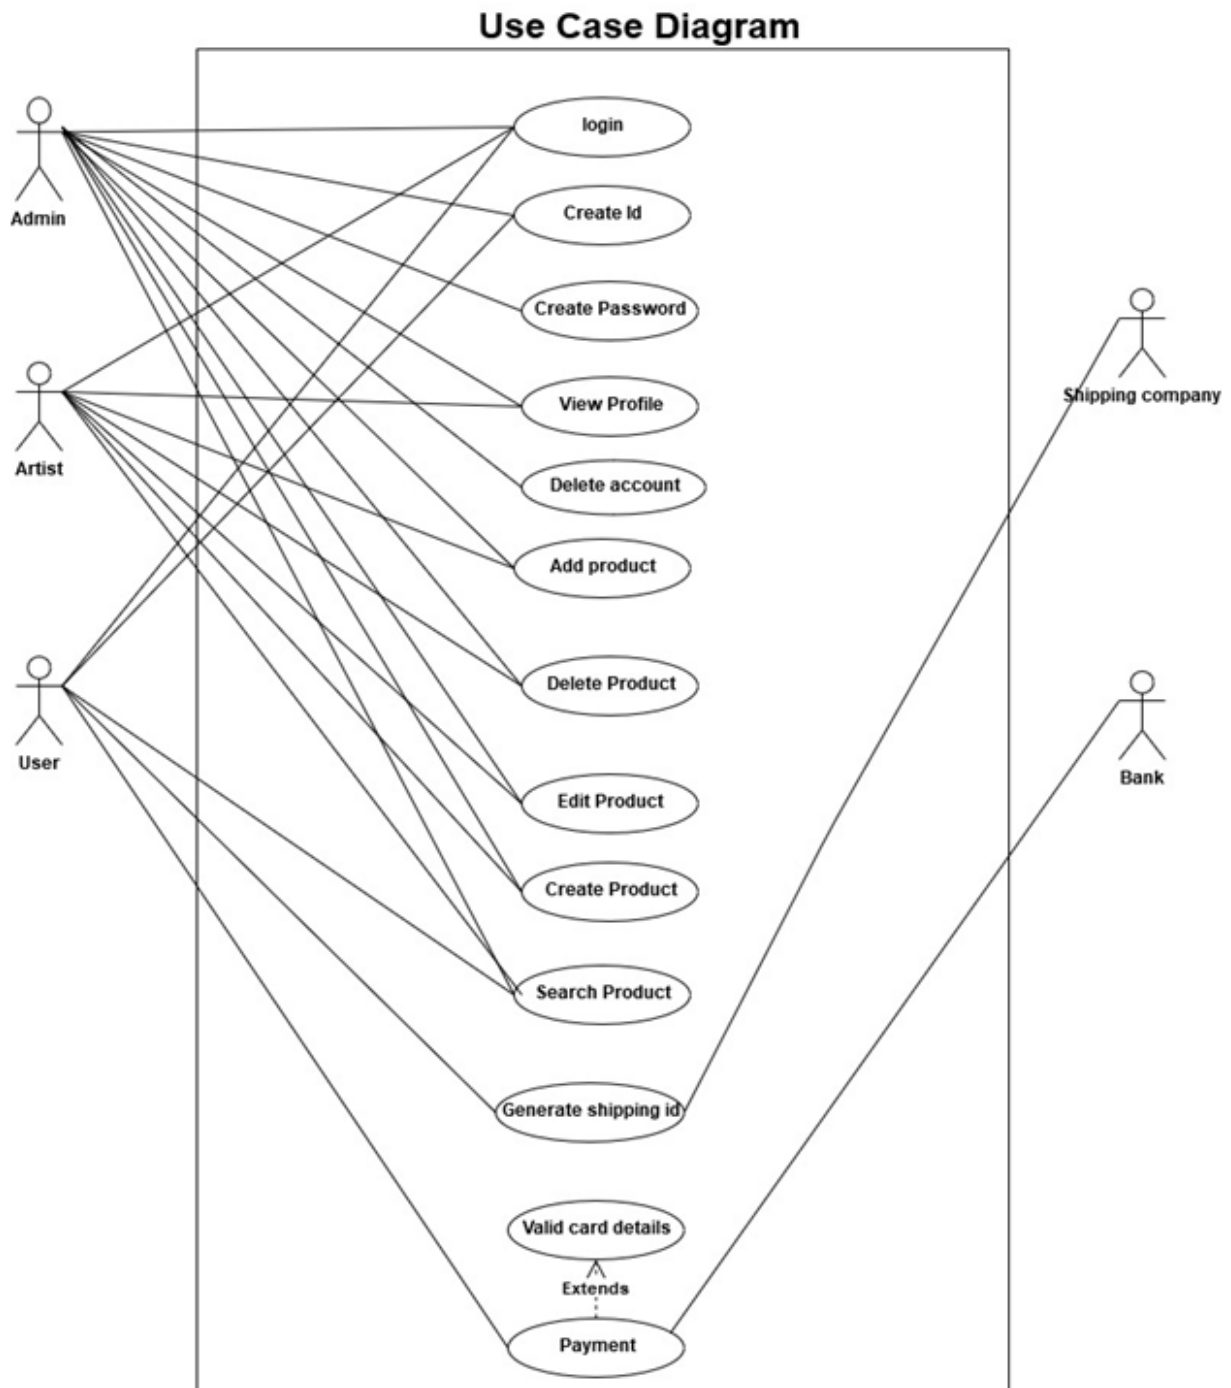 Use Case Diagram
login
Admin
Create Id
Create Password
Shipping company
View Profile
Artist
Delete account
Add product
Delete Product
User
Bank
Edit Product
Create Product
Search Product
Generate shipping id
Valid card details
Extends
Payment